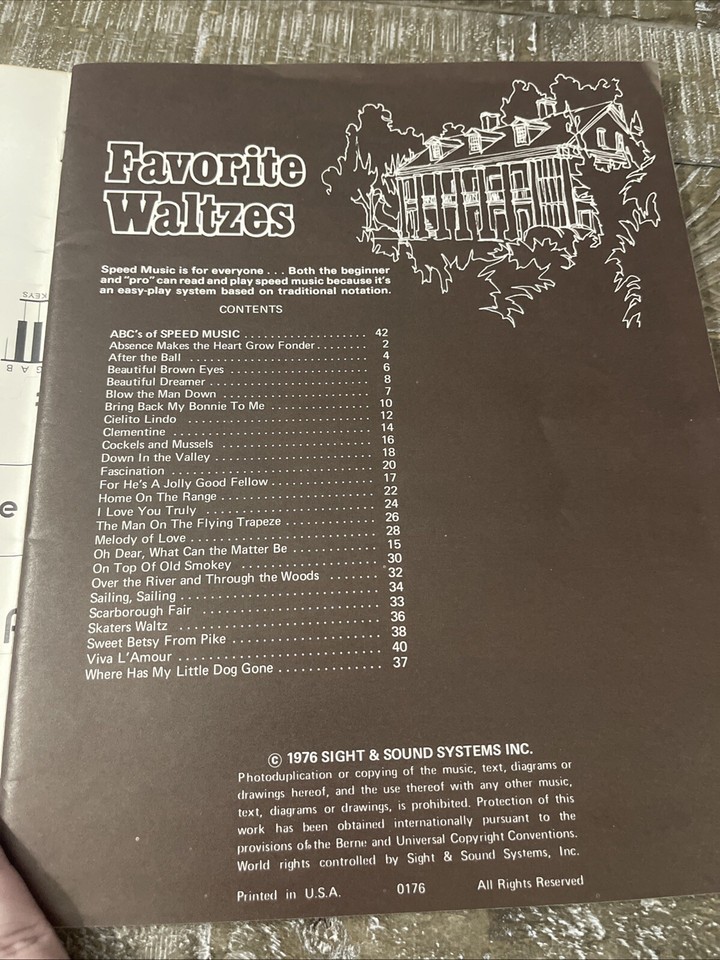 Favorite
Waltzes
Speed Music is for everyone . . . Both the beginner
and "pro" can read and play speed music because it's
an easy-play system based on traditional notation.
CONTENTS
ABC's of SPEED MUSIC . . . . . . . . . . . . . . . . . . . 42
Absence Makes the Heart Grow Fonder . . . . . . . . 2
After the Ball . . . . . . . . . . . . . . . . . . . . . . . . . . . 4
Beautiful Brown Eyes . . . . . . . . . . . . . . . . . . . . . 6
Beautiful Dreamer . . . . . . . . . . . . . . . . . . . . . . . . 8
Blow the Man Down . . . . . . . . . . . . . . . . . . . . . . 7
Bring Back My Bonnie To Me . . . . . . . . . . . . . . . 10
Cielito Lindo . . . . . . . . . . . . . . . . . . . . . . . . . . . 12
Clementine . . . . . . . . . . . . . . . . . . . . . . . . . . . . 14
Cockels and Mussels . . . . . . . . . . . . . . . . . . . . . 16
Down In the Valley . . . . . . . . . . . . . . . . . . . . . . 18
Fascination . . . . . . . . . . . . . . . . . . . . . . . . . . . . 20
For He's A Jolly Good Fellow . . . . . . . . . . . . . . . 17
Home On The Range . . . . . . . . . . . . . . . . . . . . . 22
I Love You Truly . . . . . . . . . . . . . . . . . . . . . . . . 24
The Man On The Flying Trapeze . . . . . . . . . . . . . 26
Melody of Love . . . . . . . . . . . . . . . . . . . . . . . . . 28
Oh Dear, What Can the Matter Be . . . . . . . . . . . . 15
On Top Of Old Smokey . . . . . . . . . . . . . . . . . . . 30
Over the River and Through the Woods . . . . . . . 32
Sailing, Sailing . . . . . . . . . . . . . . . . . . . . . . . . . . 34
Scarborough Fair . . . . . . . . . . . . . . . . . . . . . . . . 33
Skaters Waltz . . . . . . . . . . . . . . . . . . . . . . . . . . . 36
Sweet Betsy From Pike . . . . . . . . . . . . . . . . . . . . 38
Viva L'Amour . . . . . . . . . . . . . . . . . . . . . . . . . . . 40
Where Has My Little Dog Gone . . . . . . . . . . . . . . 37
© 1976 SIGHT & SOUND SYSTEMS INC.
Photoduplication or copying of the music, text, diagrams or
drawings hereof, and the use thereof with any other music,
text, diagrams or drawings, is prohibited. Protection of this
work has been obtained internationally pursuant to the
provisions of the Berne and Universal Copyright Conventions.
World rights controlled by Sight & Sound Systems, Inc.
Printed in U.S.A. 0176 All Rights Reserved
KEYS
G A B
e